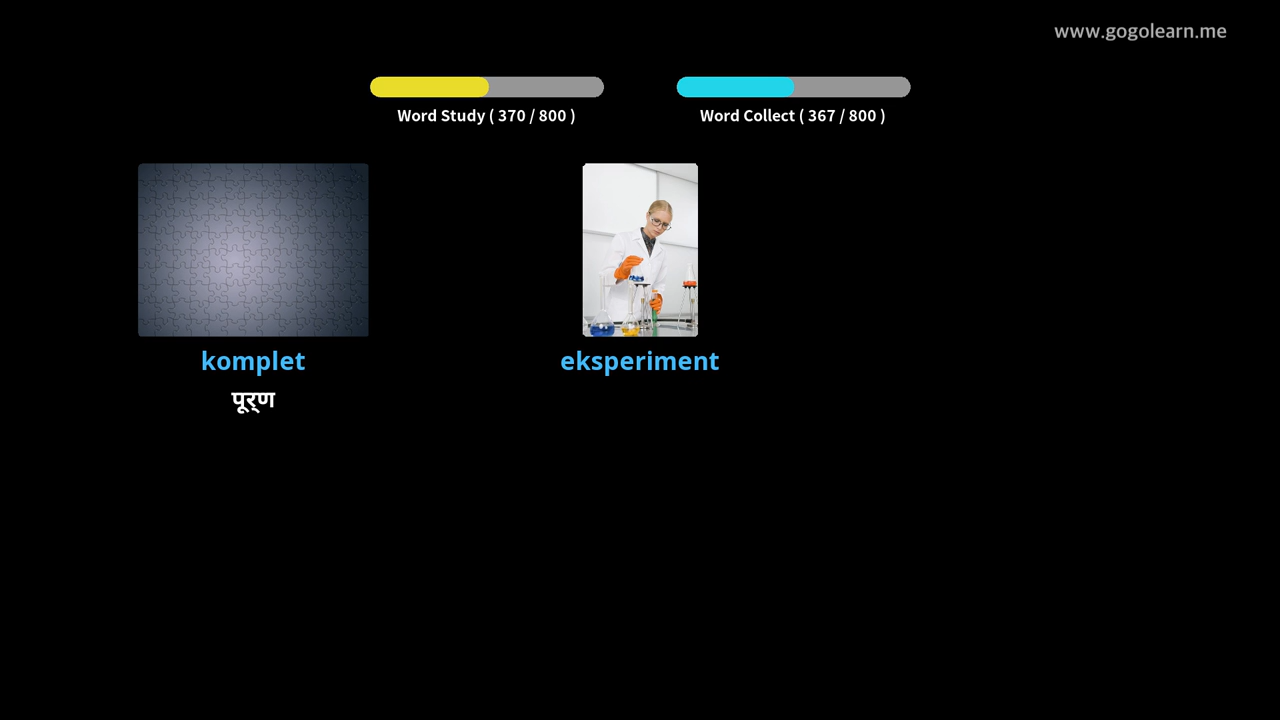 www.gogolearn.me
Word Study ( 370 / 800 )
Word Collect ( 367 / 800 )
komplet
पूर्ण
eksperiment